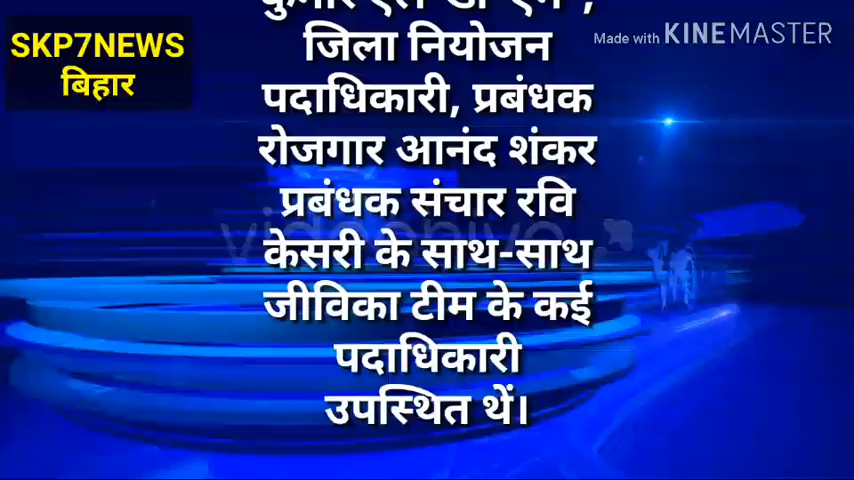 SKP7NEWS
बिहार
Made with KINEMASTER
जिला नियोजन
पदाधिकारी, प्रबंधक
रोजगार आनंद शंकर
प्रबंधक संचार रवि
केसरी के साथ-साथ
जीविका टीम के कई
पदाधिकारी
उपस्थित थें।